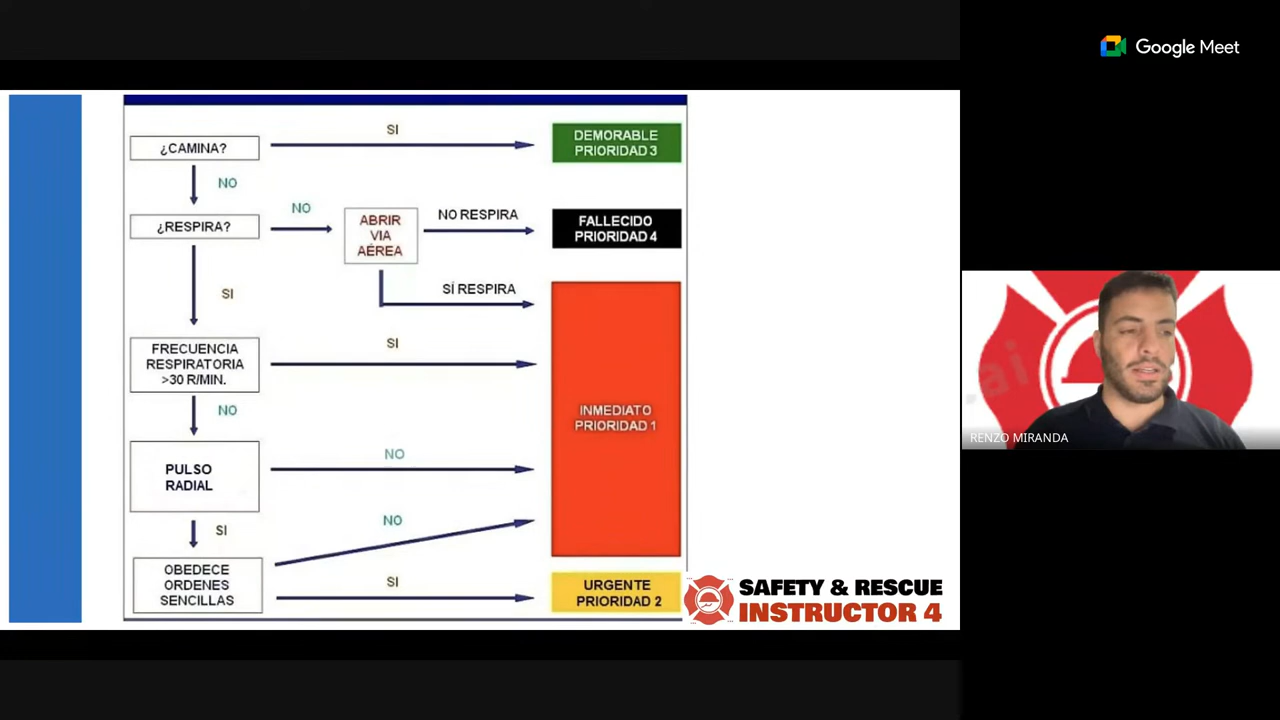 Google Meet
SI
¿CAMINA?
DEMORABLE
PRIORIDAD 3
NO
¿RESPIRA?
NO
ABRIR
VIA
AÉREA
NO RESPIRA
FALLECIDO
PRIORIDAD 4
SÍ RESPIRA
SI
FRECUENCIA
RESPIRATORIA
>30 R/MIN.
SI
INMEDIATO
PRIORIDAD 1
NO
PULSO
RADIAL
NO
SI
NO
OBEDECE
ORDENES
SENCILLAS
SI
URGENTE
PRIORIDAD 2
SAFETY & RESCUE
INSTRUCTOR 4
.ai
RENZO MIRANDA